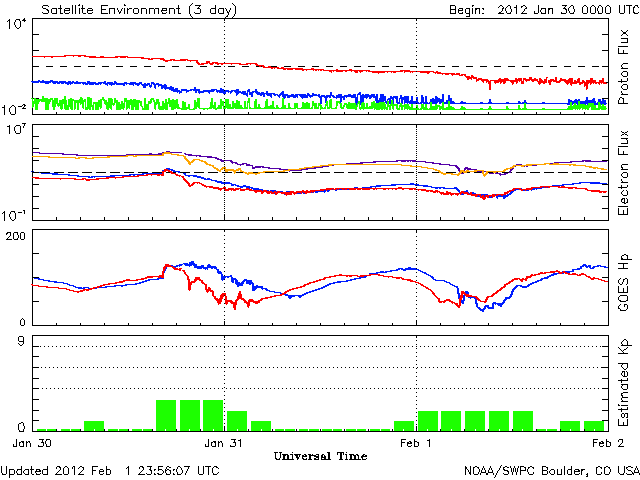 Satellite Environment (3 day) Begin: 2012 Jan 30 0000 UTC
10^4
10^-2
Proton Flux
10^7
10^-1
Electron Flux
200
0
GOES Hp
9
0
Estimated Kp
Jan 30 Jan 31 Feb 1 Feb 2
Universal Time
Updated 2012 Feb 1 23:56:07 UTC NOAA/SWPC Boulder, CO USA